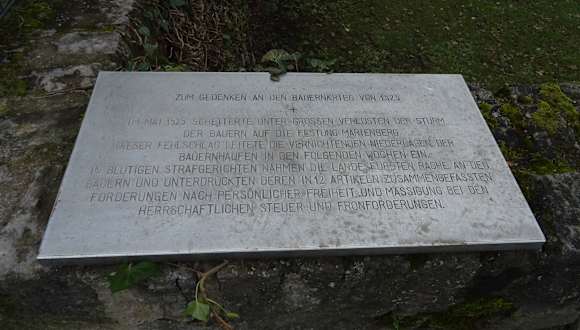 ZUM GEDENKEN AN DEN BAUERNKRIEG VON 1525
IM MAI 1525 SCHEITERTE UNTER GROSSEN VERLUSTEN DER STURM
DER BAUERN AUF DIE FESTUNG MARIENBERG.
DIESER FEHLSCHLAG LEITETE DIE VERNICHTENDEN NIEDERLAGEN DER
BAUERNHAUFEN IN DEN FOLGENDEN WOCHEN EIN.
IN BLUTIGEN STRAFGERICHTEN NAHMEN DIE LANDESFÜRSTEN RACHE AN DEN
BAUERN UND UNTERDRÜCKTEN DEREN IN 12 ARTIKELN ZUSAMMENGEFASSTEN
FORDERUNGEN NACH PERSÖNLICHER FREIHEIT UND MÄSSIGUNG BEI DEN
HERRSCHAFTLICHEN STEUER UND FRONFORDERUNGEN.